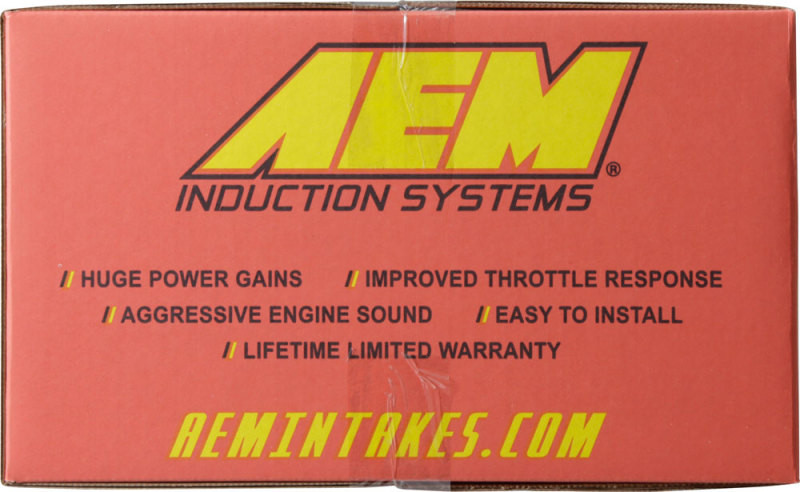 AEM®
INDUCTION SYSTEMS
// HUGE POWER GAINS // IMPROVED THROTTLE RESPONSE
// AGGRESSIVE ENGINE SOUND // EASY TO INSTALL
// LIFETIME LIMITED WARRANTY
AEMINTAKES.COM